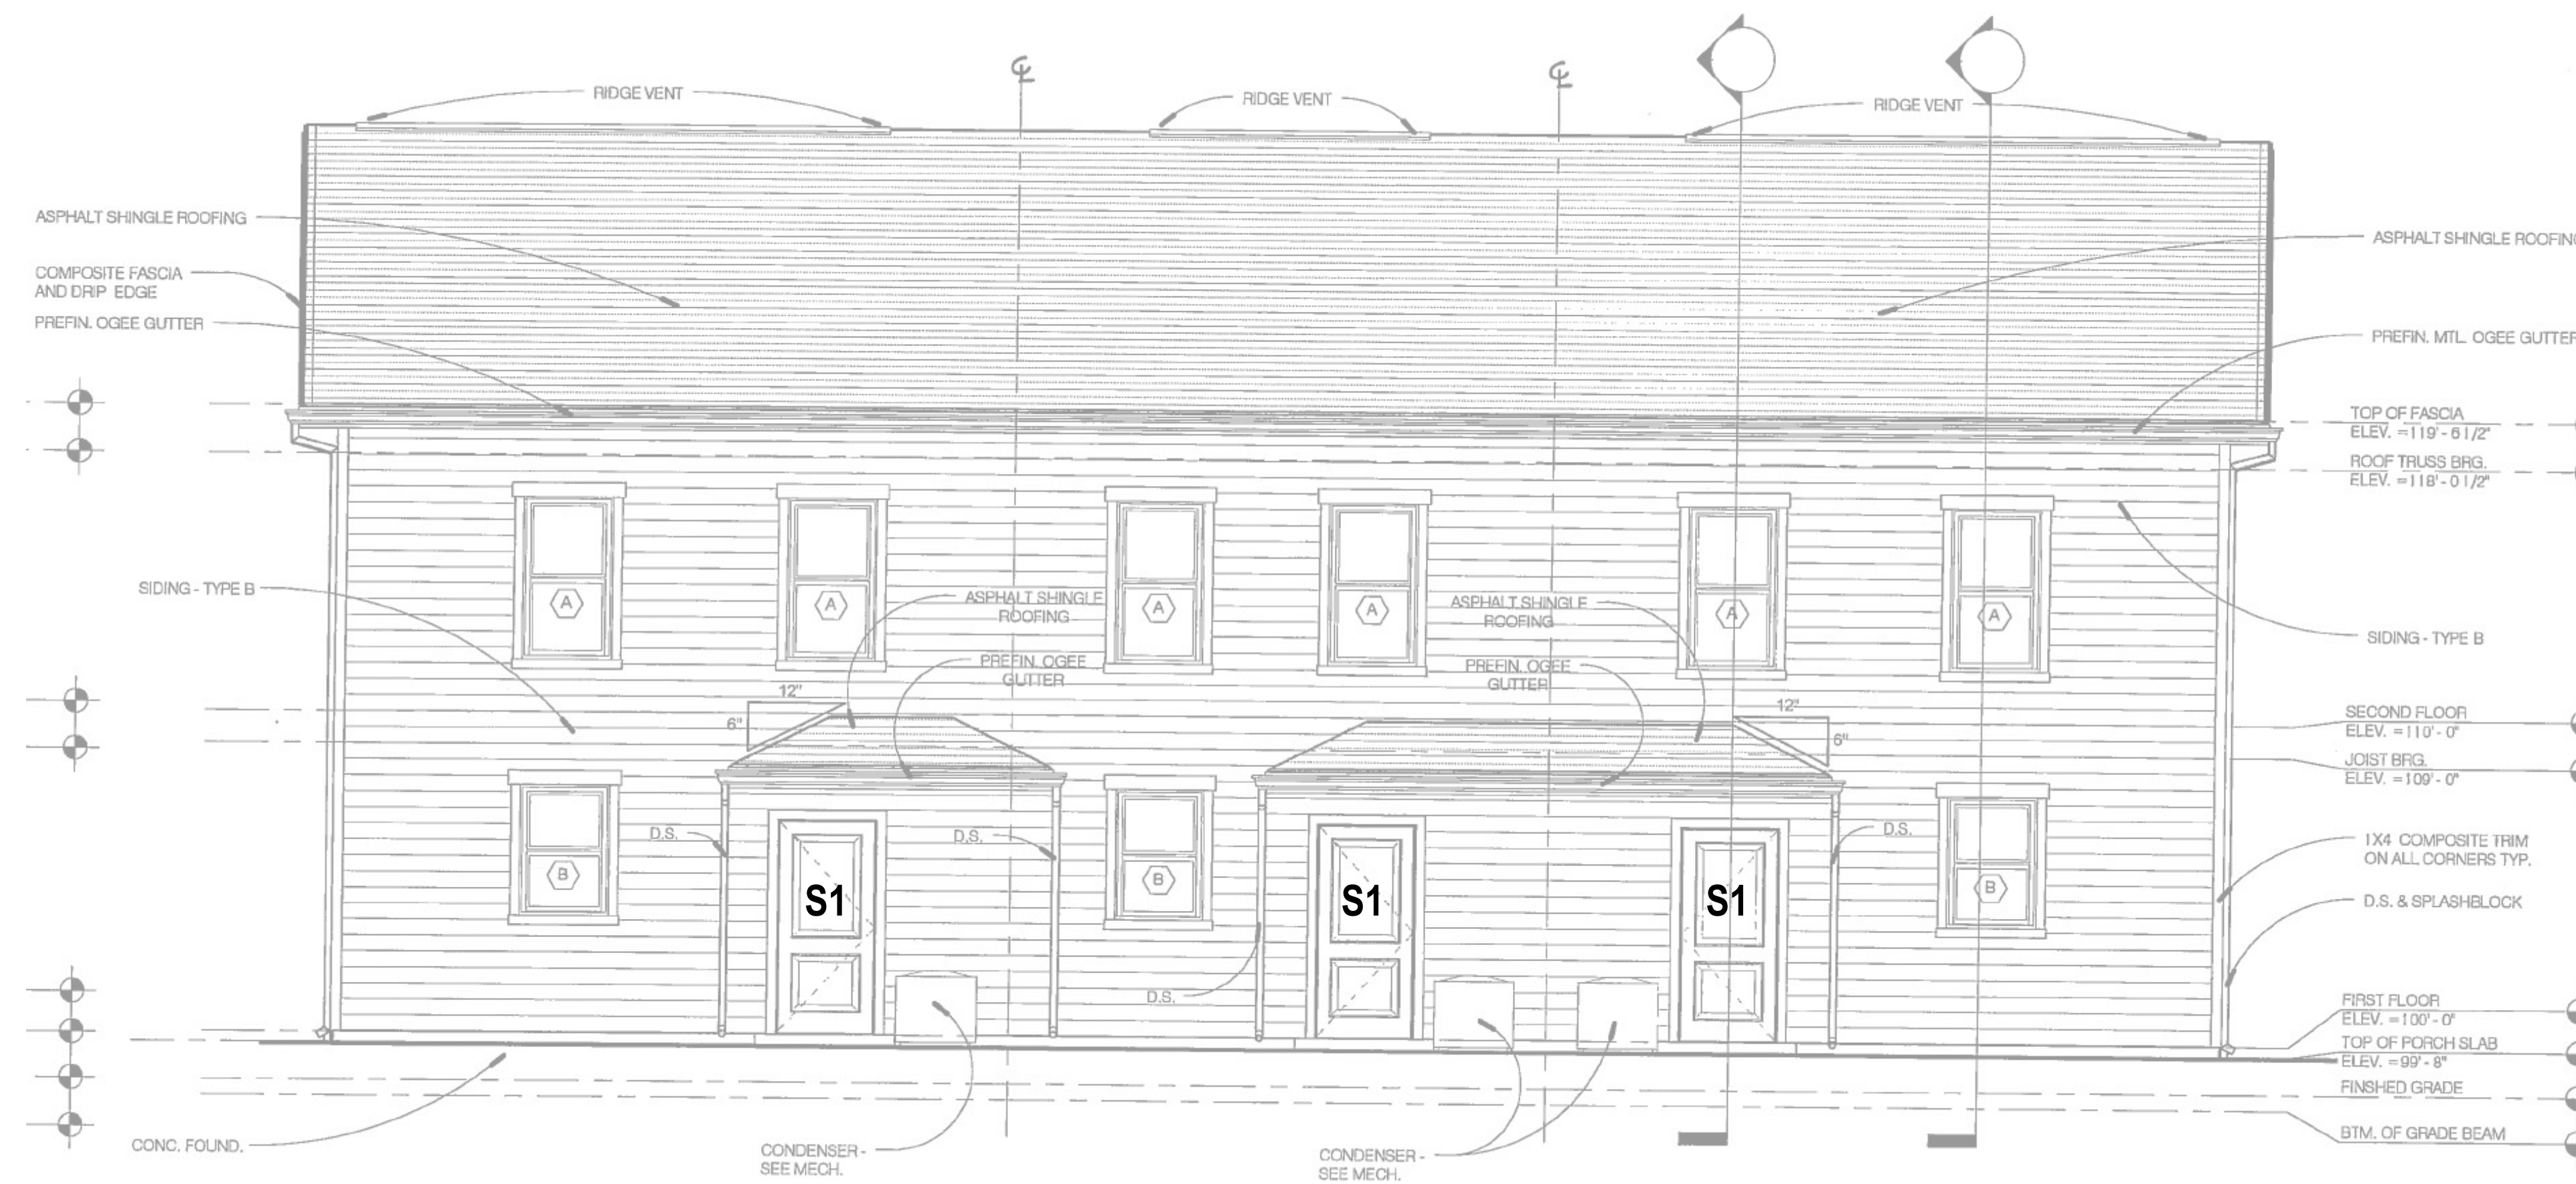 RIDGE VENT
RIDGE VENT
RIDGE VENT
ASPHALT SHINGLE ROOFING
ASPHALT SHINGLE ROOFING
COMPOSITE FASCIA
AND DRIP EDGE
PREFIN. OGEE GUTTER
PREFIN. MTL. OGEE GUTTER
TOP OF FASCIA
ELEV. =119'-6 1/2"
ROOF TRUSS BRG.
ELEV. =118'-0 1/2"
SIDING - TYPE B
A
A
A
A
A
A
ASPHALT SHINGLE
ROOFING
ASPHALT SHINGLE
ROOFING
SIDING - TYPE B
PREFIN. OGEE
GUTTER
PREFIN. OGEE
GUTTER
12"
6"
12"
6"
SECOND FLOOR
ELEV. =110'-0"
JOIST BRG.
ELEV. =109'-0"
D.S.
D.S.
D.S.
1X4 COMPOSITE TRIM
ON ALL CORNERS TYP.
B
B
B
S1
S1
S1
D.S. & SPLASHBLOCK
D.S.
FIRST FLOOR
ELEV. =100'-0"
TOP OF PORCH SLAB
ELEV. =99'-8"
FINSHED GRADE
BTM. OF GRADE BEAM
CONC. FOUND.
CONDENSER -
SEE MECH.
CONDENSER -
SEE MECH.